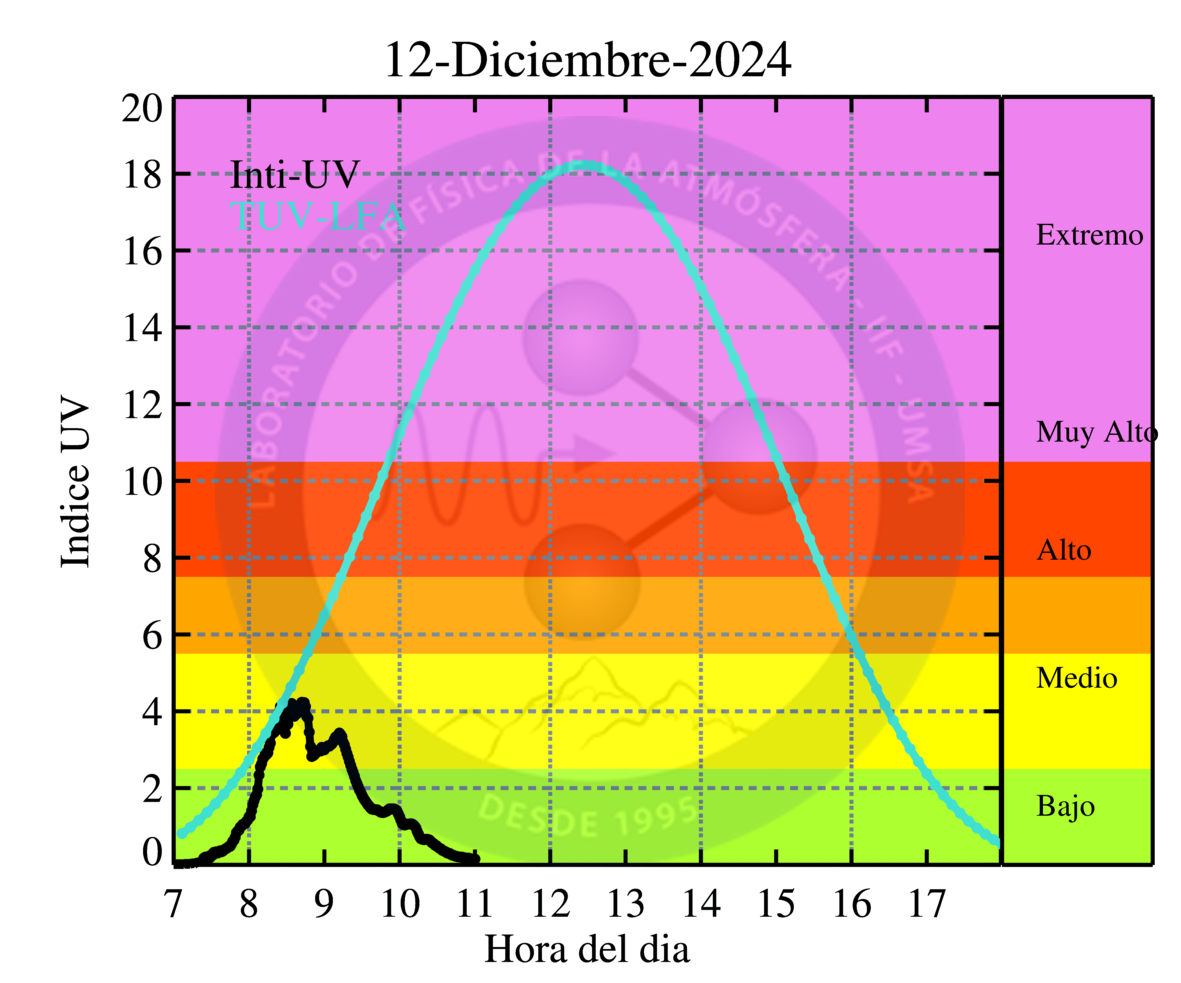 12-Diciembre-2024
20
18
16
14
12
10
8
6
4
2
0
Indice UV
Inti-UV
TUV-LFA
LABORATORIO DE FÍSICA DE LA ATMÓSFERA - IIF - UMSA
DESDE 1995
Extremo
Muy Alto
Alto
Medio
Bajo
7 8 9 10 11 12 13 14 15 16 17
Hora del dia